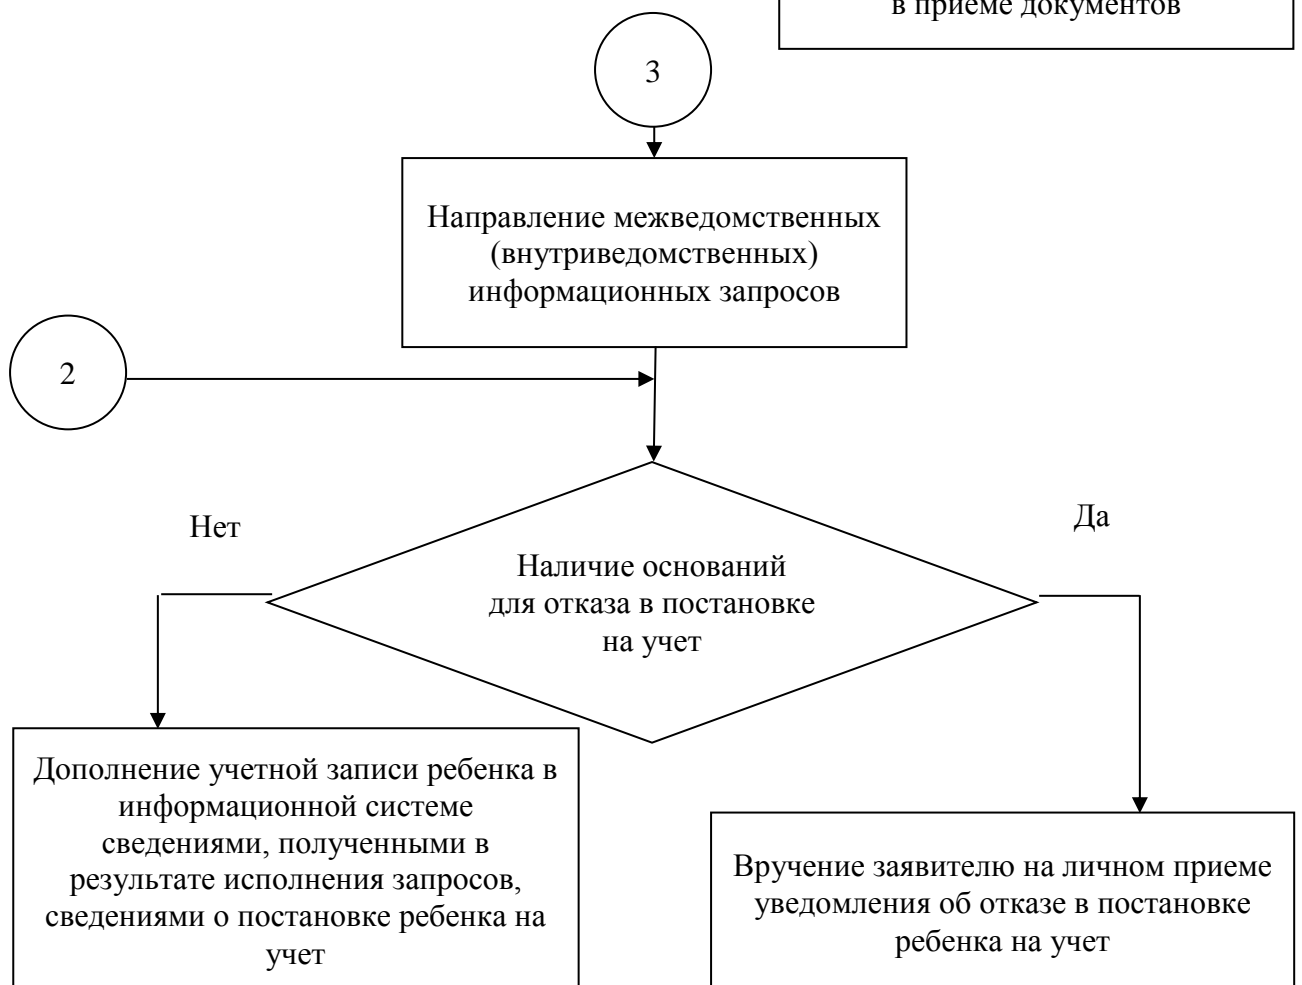 в приеме документов
3
Направление межведомственных
(внутриведомственных)
информационных запросов
2
Нет
Да
Наличие оснований
для отказа в постановке
на учет
Дополнение учетной записи ребенка в
информационной системе
сведениями, полученными в
результате исполнения запросов,
сведениями о постановке ребенка на
учет
Вручение заявителю на личном приеме
уведомления об отказе в постановке
ребенка на учет